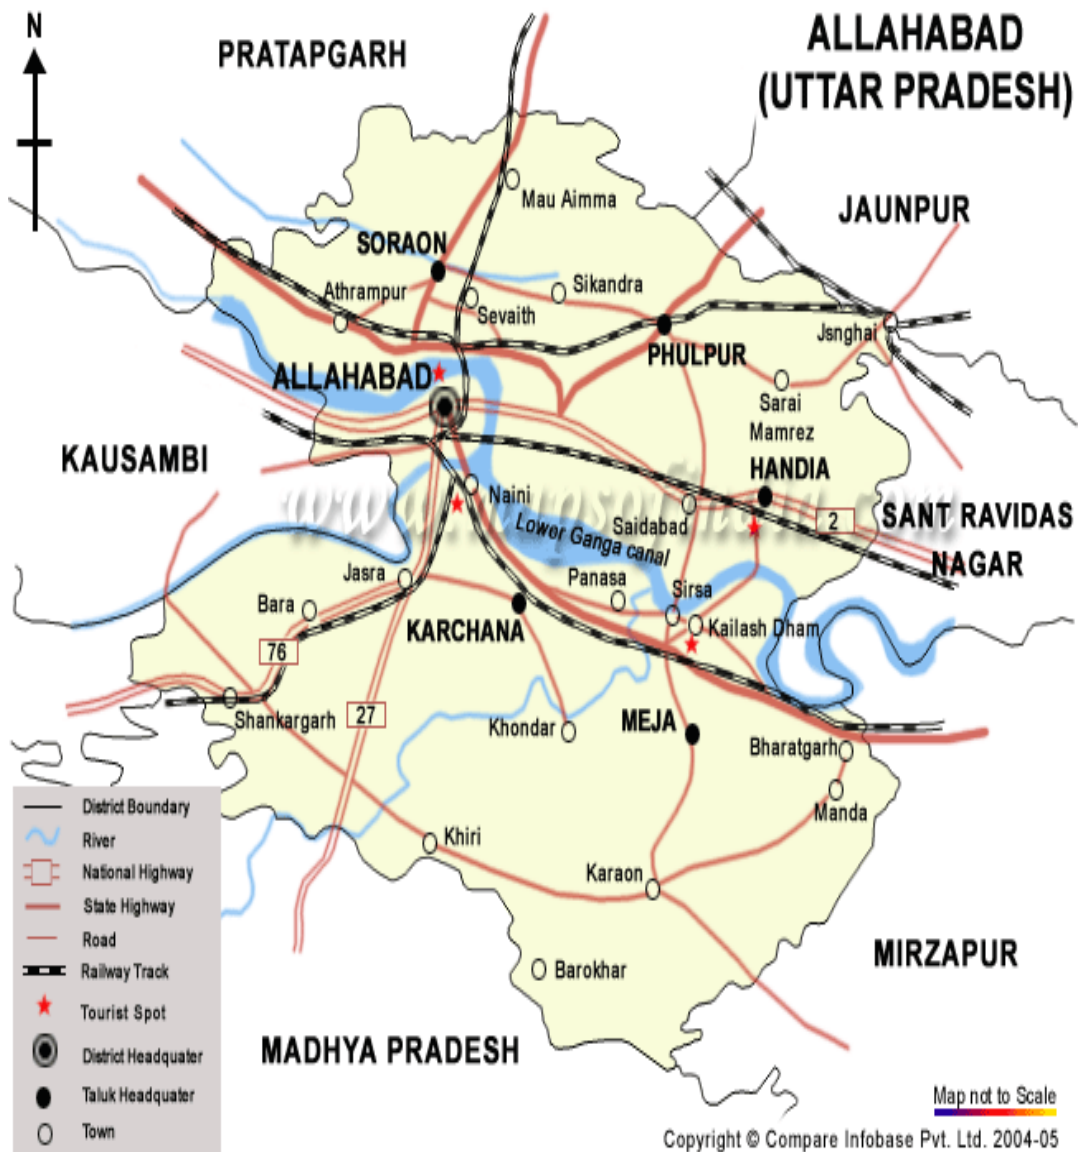 N
PRATAPGARH
ALLAHABAD
(UTTAR PRADESH)
JAUNPUR
Mau Aimma
SORAON
Sikandra
Athrampur
Sevaith
Jsnghai
PHULPUR
ALLAHABAD
Sarai
Mamrez
KAUSAMBI
HANDIA
Naini
Saidabad
2
SANT RAVIDAS
NAGAR
Lower Ganga canal
Jasra
Panasa
Sirsa
Bara
KARCHANA
Kailash Dham
76
Shankargarh
27
Khondar
MEJA
Bharatgarh
Manda
Khiri
Karaon
Barokhar
MIRZAPUR
MADHYA PRADESH
District Boundary
River
National Highway
State Highway
Road
Railway Track
Tourist Spot
District Headquater
Taluk Headquater
Town
Map not to Scale
Copyright © Compare Infobase Pvt. Ltd. 2004-05